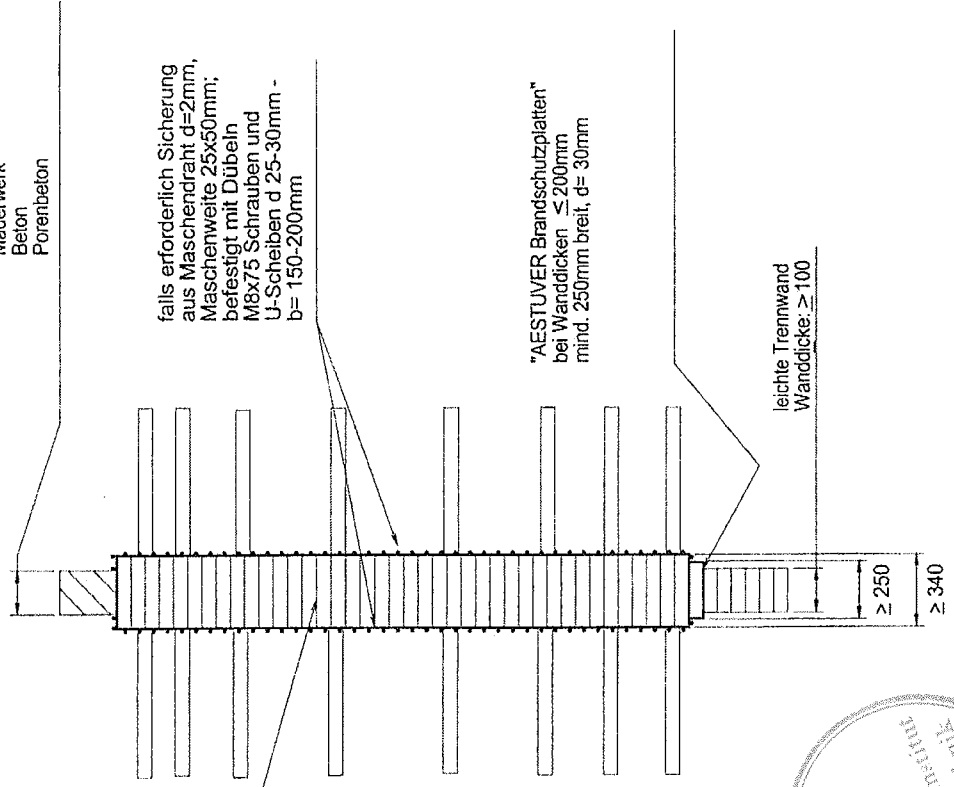 Beton
Porenbeton
falls erforderlich Sicherung
aus Maschendraht d=2mm,
Maschenweite 25x50mm;
befestigt mit Dübeln
M8x75 Schrauben und
U-Scheiben d 25-30mm -
b= 150-200mm
"AESTUVER Brandschutzplatten"
bei Wanddicken ≤200mm
mind. 250mm breit, d= 30mm
leichte Trennwand
Wanddicke: ≥ 100
≥ 250
≥ 340